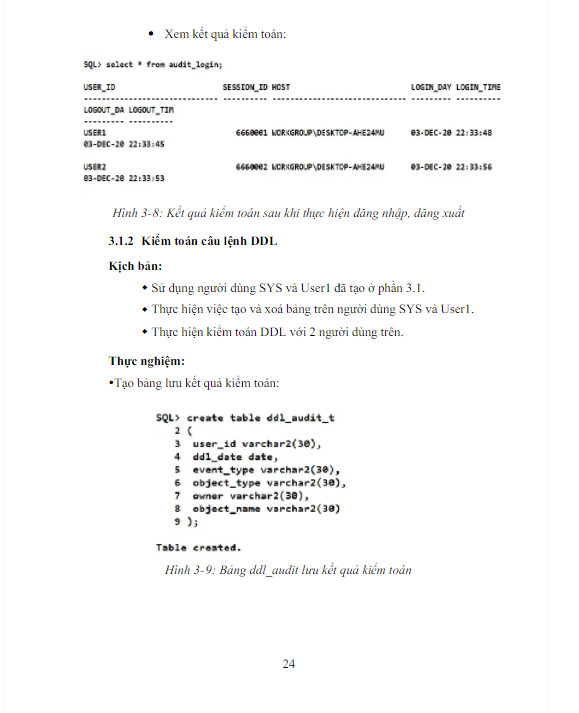 • Xem kết quả kiểm toán:
SQL> select * from audit_login;
USER_ID SESSION_ID HOST LOGIN_DAY LOGIN_TIME
LOGOUT_DA LOGOUT_TIM
USER1 6660001 WORKGROUP\DESKTOP-AHE24MU 03-DEC-20 22:33:48
03-DEC-20 22:33:45
USER2 6660002 WORKGROUP\DESKTOP-AHE24MU 03-DEC-20 22:33:56
03-DEC-20 22:33:53
Hình 3-8: Kết quả kiểm toán sau khi thực hiện đăng nhập, đăng xuất
3.1.2 Kiểm toán câu lệnh DDL
Kịch bản:
◆ Sử dụng người dùng SYS và User1 đã tạo ở phần 3.1.
◆ Thực hiện việc tạo và xoá bảng trên người dùng SYS và User1.
◆ Thực hiện kiểm toán DDL với 2 người dùng trên.
Thực nghiệm:
•Tạo bảng lưu kết quả kiểm toán:
SQL> create table ddl_audit_t
2 (
3 user_id varchar2(30),
4 ddl_date date,
5 event_type varchar2(30),
6 object_type varchar2(30),
7 owner varchar2(30),
8 object_name varchar2(30)
9 );
Table created.
Hình 3-9: Bảng ddl_audit lưu kết quả kiểm toán
24